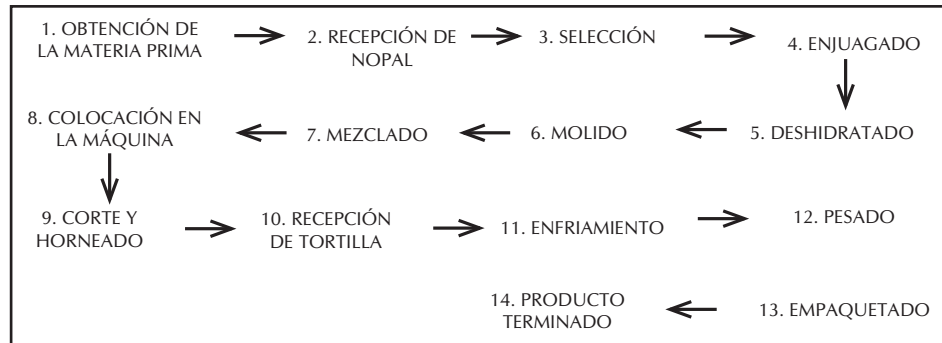 1. OBTENCIÓN DE
LA MATERIA PRIMA
2. RECEPCIÓN DE
NOPAL
3. SELECCIÓN
4. ENJUAGADO
5. DESHIDRATADO
6. MOLIDO
7. MEZCLADO
8. COLOCACIÓN EN
LA MÁQUINA
9. CORTE Y
HORNEADO
10. RECEPCIÓN
DE TORTILLA
11. ENFRIAMIENTO
12. PESADO
13. EMPAQUETADO
14. PRODUCTO
TERMINADO